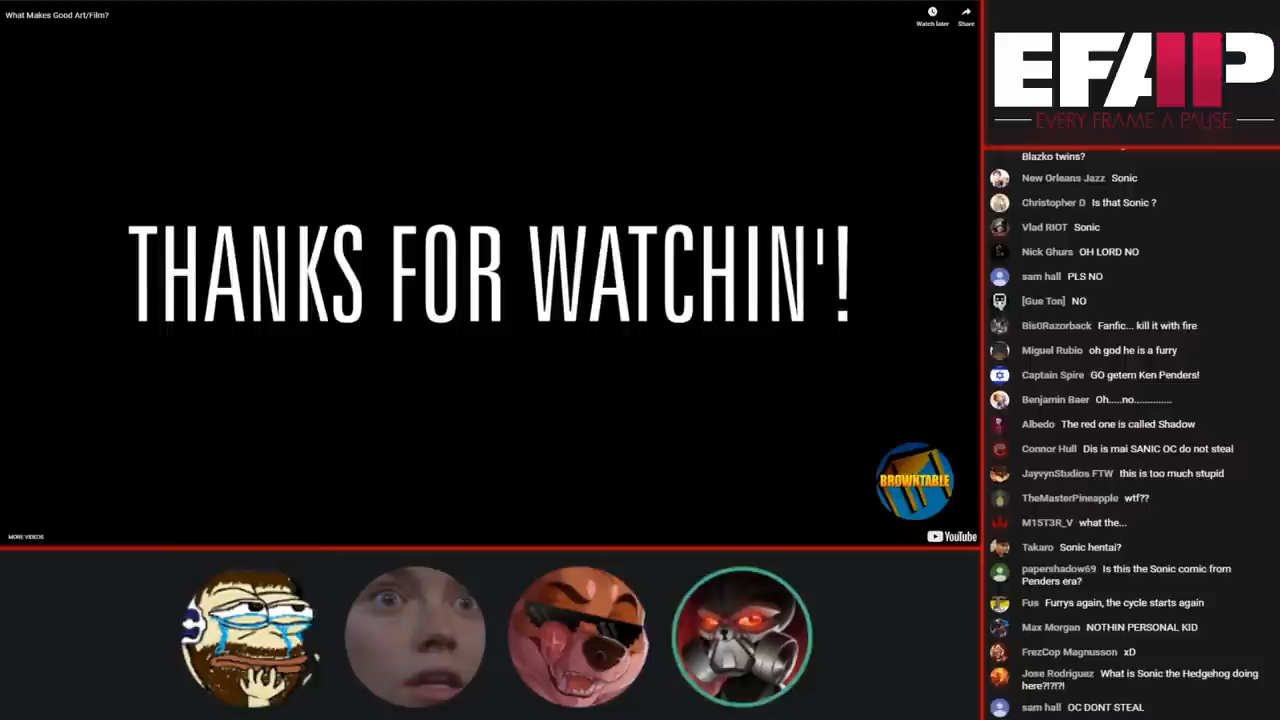 What Makes Good Art/Film?
Watch later
Share
THANKS FOR WATCHIN'!
BROWNTABLE
MORE VIDEOS
YouTube
EFAP
EVERY FRAME A PAUSE
Blazko twins?
New Orleans Jazz Sonic
Christopher D Is that Sonic ?
Vlad RIOT Sonic
Nick Ghurs OH LORD NO
sam hall PLS NO
[Gue Ton] NO
Bis0Razorback Fanfic... kill it with fire
Miguel Rubio oh god he is a furry
Captain Spire GO getem Ken Penders!
Benjamin Baer Oh.....no..............
Albedo The red one is called Shadow
Connor Hull Dis is mai SANIC OC do not steal
JayvynStudios FTW this is too much stupid
TheMasterPineapple wtf??
M15T3R_V what the...
Takaro Sonic hentai?
papershadow69 Is this the Sonic comic from
Penders era?
Fus Furrys again, the cycle starts again
Max Morgan NOTHIN PERSONAL KID
FrezCop Magnusson xD
Jose Rodriguez What is Sonic the Hedgehog doing
here?!?!?!
sam hall OC DONT STEAL